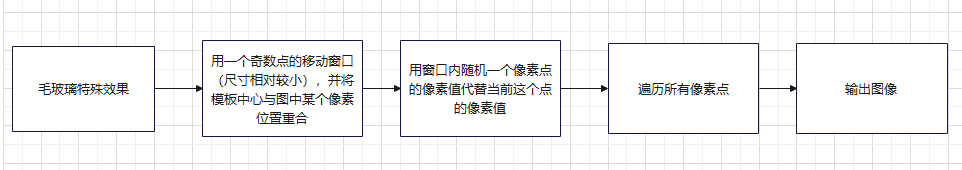 毛玻璃特殊效果
用一个奇数点的移动窗口
（尺寸相对较小），并将
模板中心与图中某个像素
位置重合
用窗口内随机一个像素点
的像素值代替当前这个点
的像素值
遍历所有像素点
输出图像